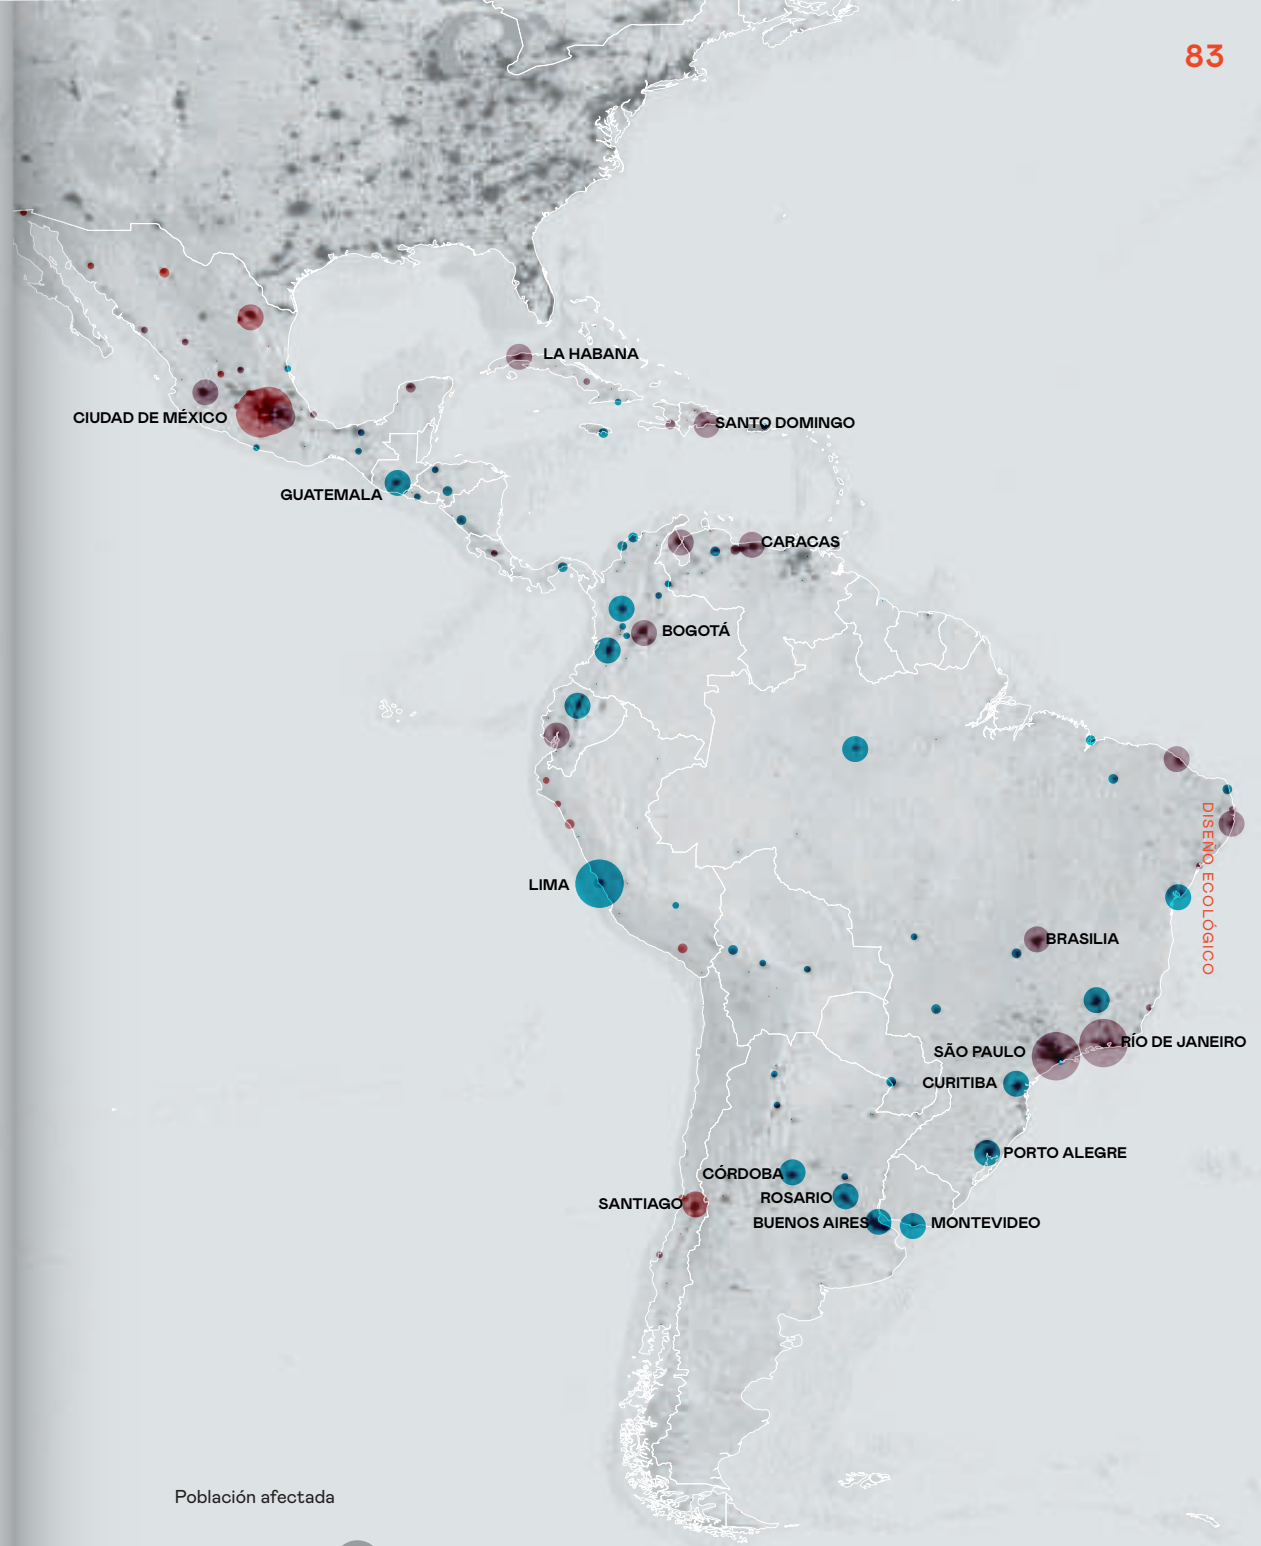 83
LA HABANA
CIUDAD DE MÉXICO
SANTO DOMINGO
GUATEMALA
CARACAS
BOGOTÁ
LIMA
DISEÑO ECOLÓGICO
BRASILIA
RÍO DE JANEIRO
SÃO PAULO
CURITIBA
PORTO ALEGRE
CÓRDOBA
ROSARIO
SANTIAGO
BUENOS AIRES
MONTEVIDEO
Población afectada